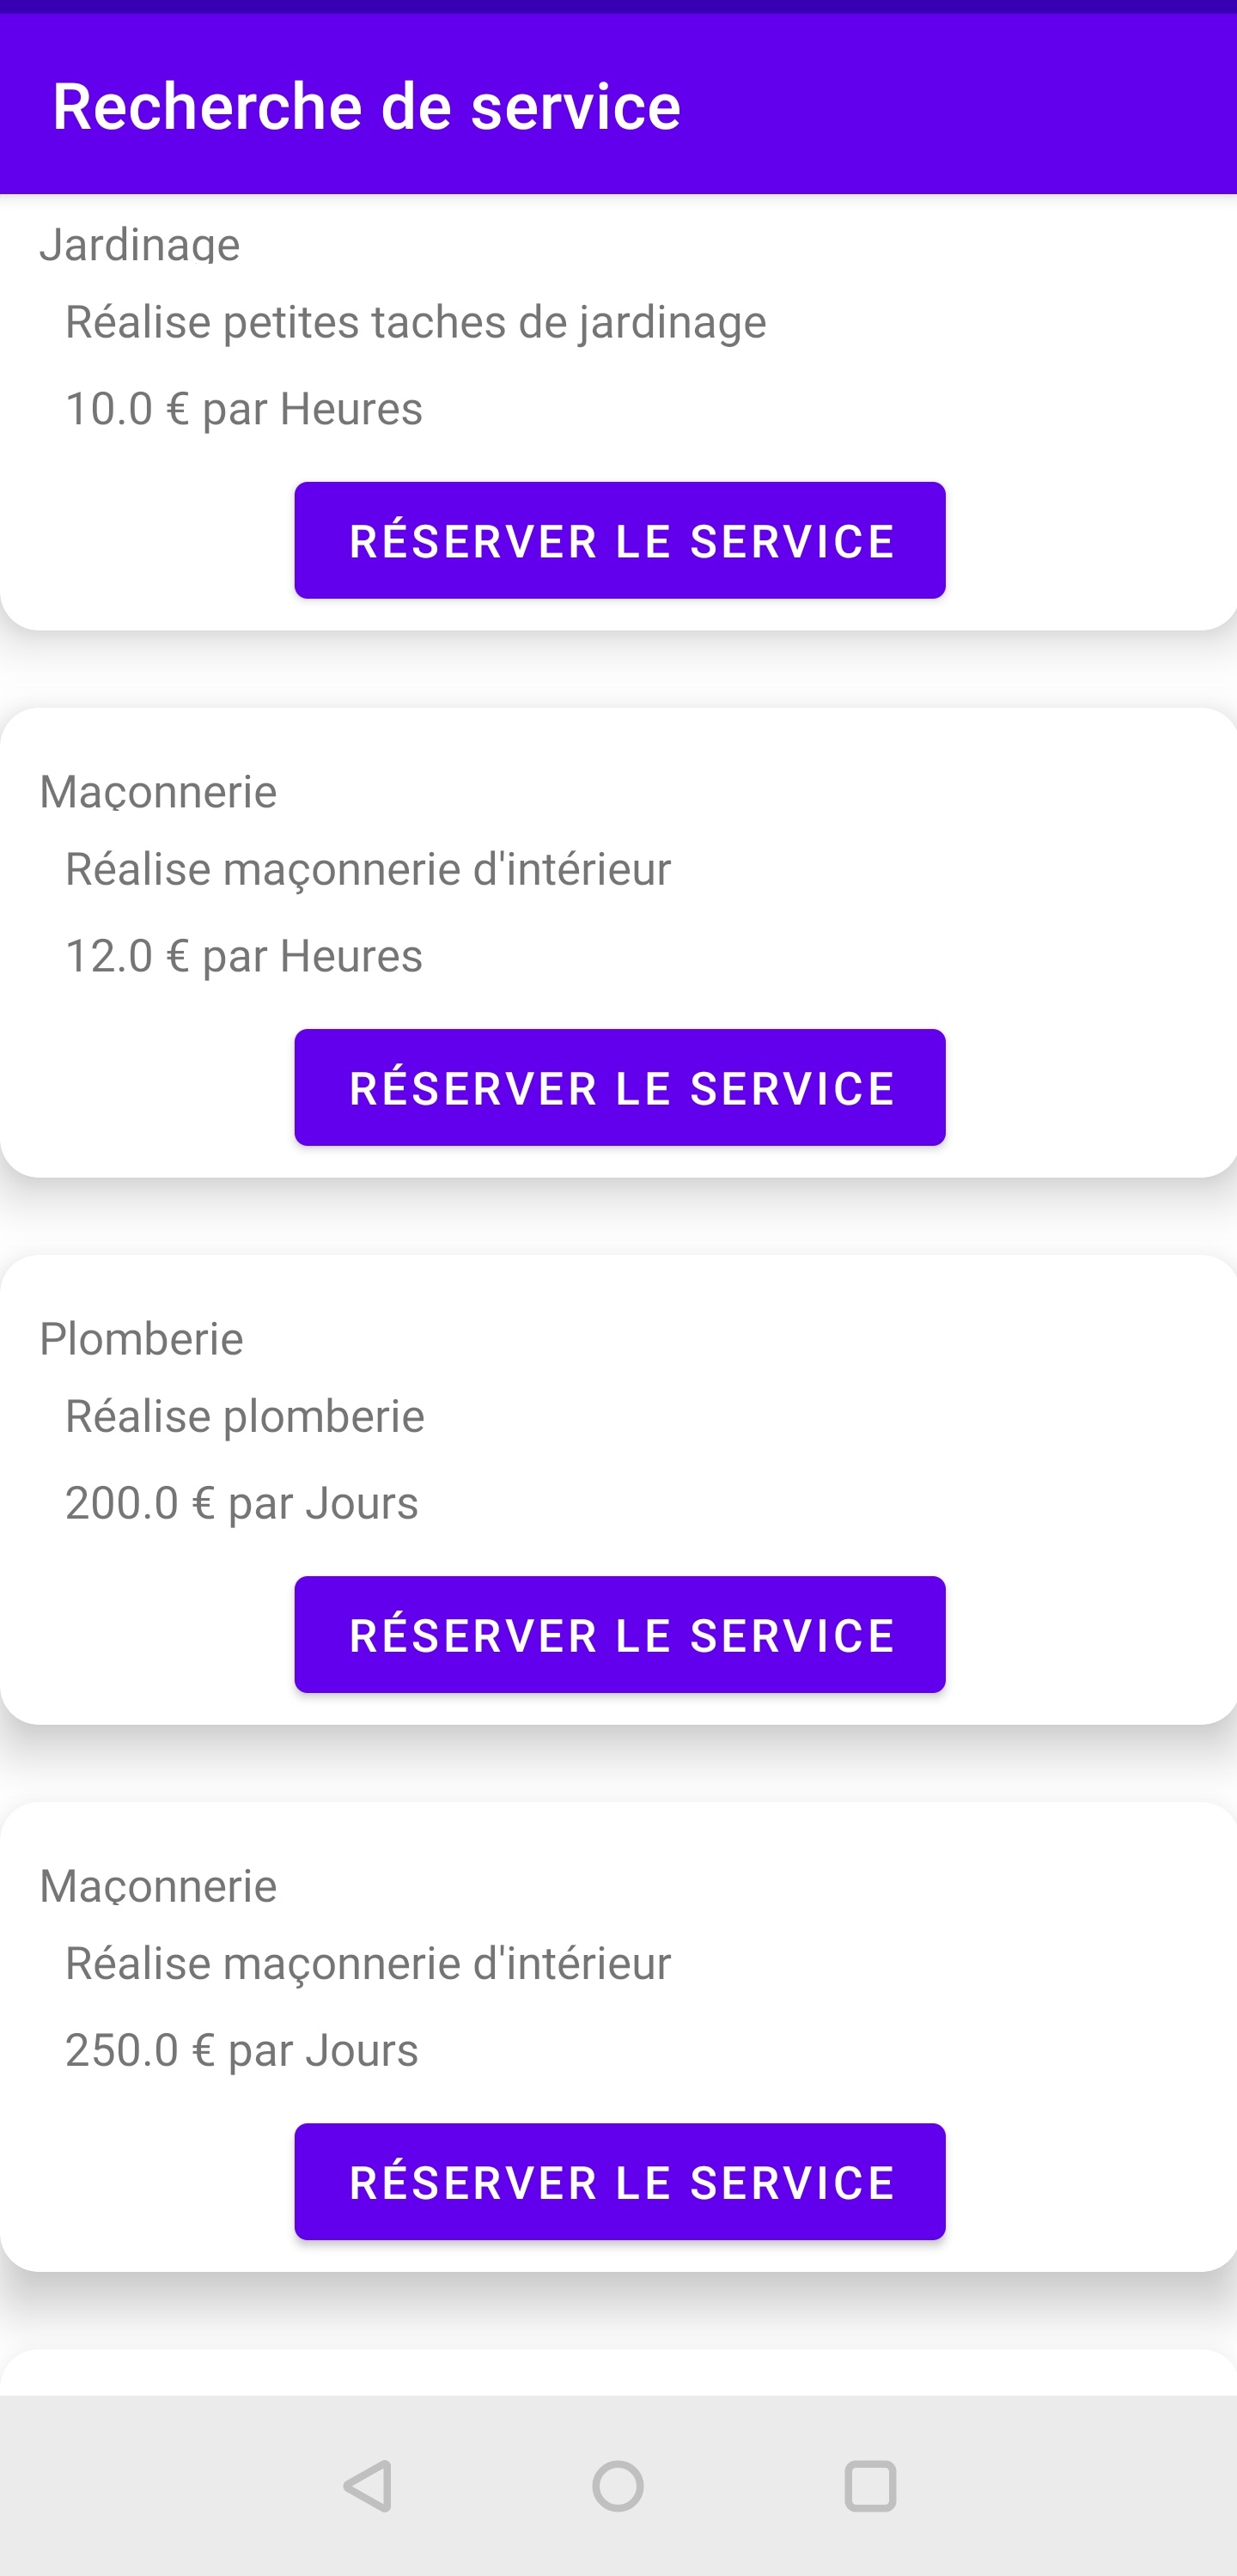 Recherche de service
Jardinage
Réalise petites taches de jardinage
10.0 € par Heures
RÉSERVER LE SERVICE
Maçonnerie
Réalise maçonnerie d'intérieur
12.0 € par Heures
RÉSERVER LE SERVICE
Plomberie
Réalise plomberie
200.0 € par Jours
RÉSERVER LE SERVICE
Maçonnerie
Réalise maçonnerie d'intérieur
250.0 € par Jours
RÉSERVER LE SERVICE